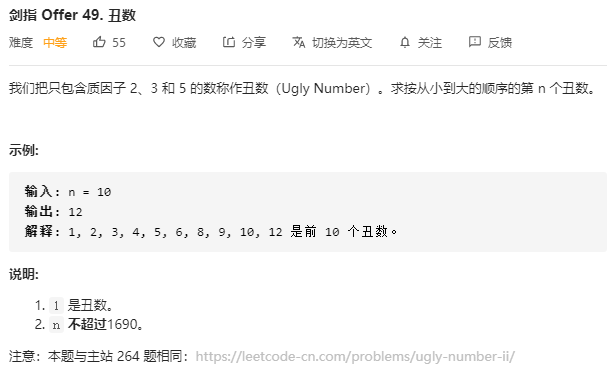 剑指 Offer 49. 丑数
难度 中等 55 收藏 分享 切换为英文 关注 反馈
我们把只包含质因子 2、3 和 5 的数称作丑数（Ugly Number）。求按从小到大的顺序的第 n 个丑数。
示例:
输入: n = 10
输出: 12
解释: 1, 2, 3, 4, 5, 6, 8, 9, 10, 12 是前 10 个丑数。
说明:
1. 1 是丑数。
2. n 不超过1690。
注意：本题与主站 264 题相同：https://leetcode-cn.com/problems/ugly-number-ii/